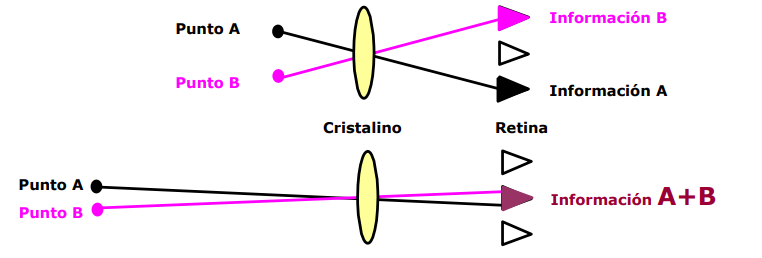 Punto A
Información B
Punto B
Información A
Cristalino
Retina
Punto A
Punto B
Información A+B